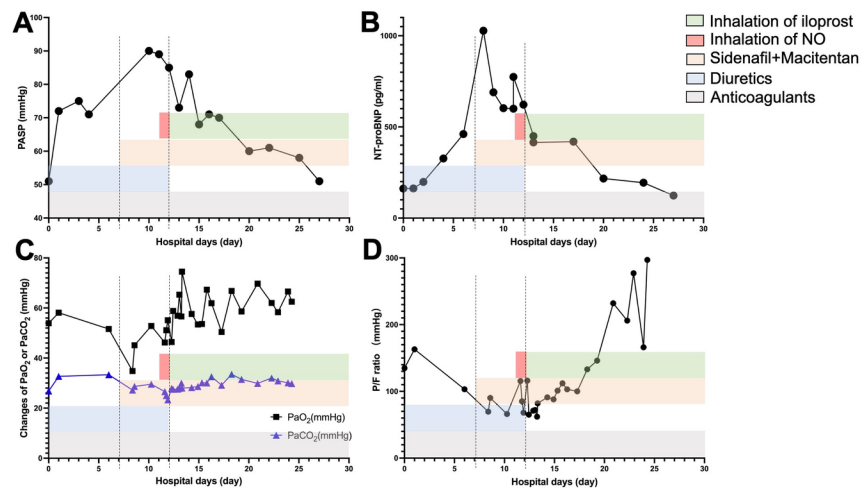 A
PASP (mmHg)
100
90
80
70
60
50
40
0
5
10
15
20
25
30
Hospital days (day)
B
NT-proBNP (pg/ml)
1000
500
0
0
5
10
15
20
25
30
Hospital days (day)
Inhalation of iloprost
Inhalation of NO
Sidenafil+Macitentan
Diuretics
Anticoagulants
C
Changes of PaO2 or PaCO2 (mmHg)
80
60
40
20
0
PaO2(mmHg)
PaCO2(mmHg)
0
5
10
15
20
25
30
Hospital days (day)
D
P/F ratio (mmHg)
300
200
100
0
0
5
10
15
20
25
30
Hospital days (day)